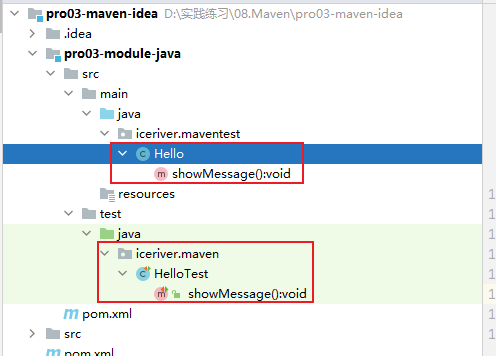 pro03-maven-idea D:\实践练习\08.Maven\pro03-maven-idea
.idea
pro03-module-java
src
main
java
iceriver.maventest
C Hello
m showMessage():void
resources
test
java
iceriver.maven
C HelloTest
m showMessage():void
m pom.xml
src
m pom.xml